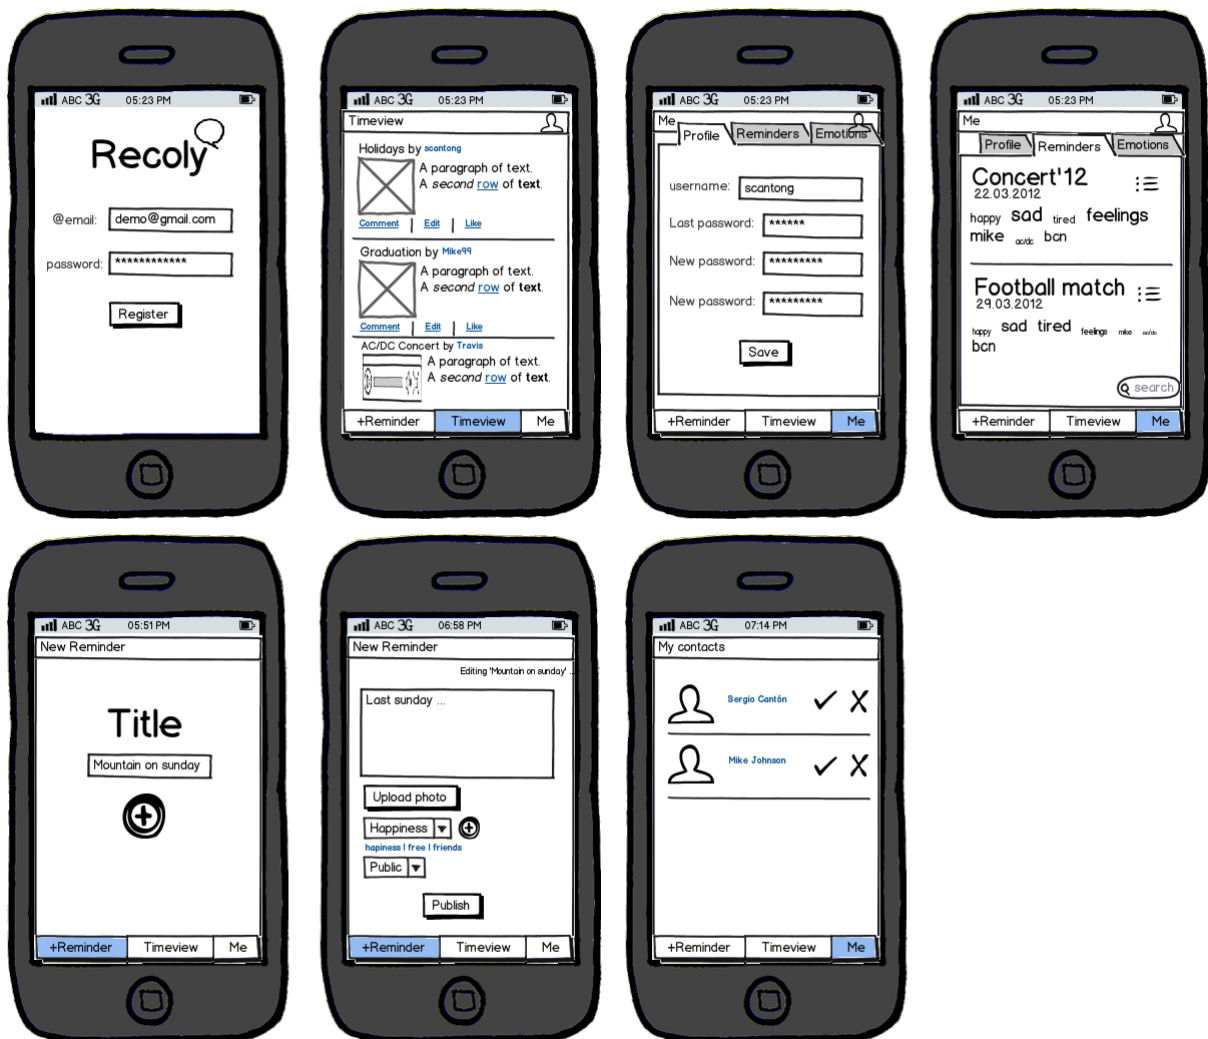 ABC 3G 05:23 PM
Recoly
@email: demo@gmail.com
password: ************
Register
ABC 3G 05:23 PM
Timeview
Holidays by scantong
A paragraph of text.
A second row of text.
Comment | Edit | Like
Graduation by Mike99
A paragraph of text.
A second row of text.
Comment | Edit | Like
AC/DC Concert by Travis
A paragraph of text.
A second row of text.
+Reminder Timeview Me
ABC 3G 05:23 PM
Me
Profile Reminders Emotions
username: scantong
Last password: ******
New password: *********
New password: *********
Save
+Reminder Timeview Me
ABC 3G 05:23 PM
Me
Profile Reminders Emotions
Concert'12
22.03.2012
happy sad tired feelings
mike ac/dc bcn
Football match
29.03.2012
happy sad tired feelings mike ac/dc
bcn
search
+Reminder Timeview Me
ABC 3G 05:51 PM
New Reminder
Title
Mountain on sunday
+Reminder Timeview Me
ABC 3G 06:58 PM
New Reminder
Editing 'Mountain on sunday' ...
Last sunday ...
Upload photo
Happiness
hapiness | free | friends
Public
Publish
+Reminder Timeview Me
ABC 3G 07:14 PM
My contacts
Sergio Cantón
Mike Johnson
+Reminder Timeview Me